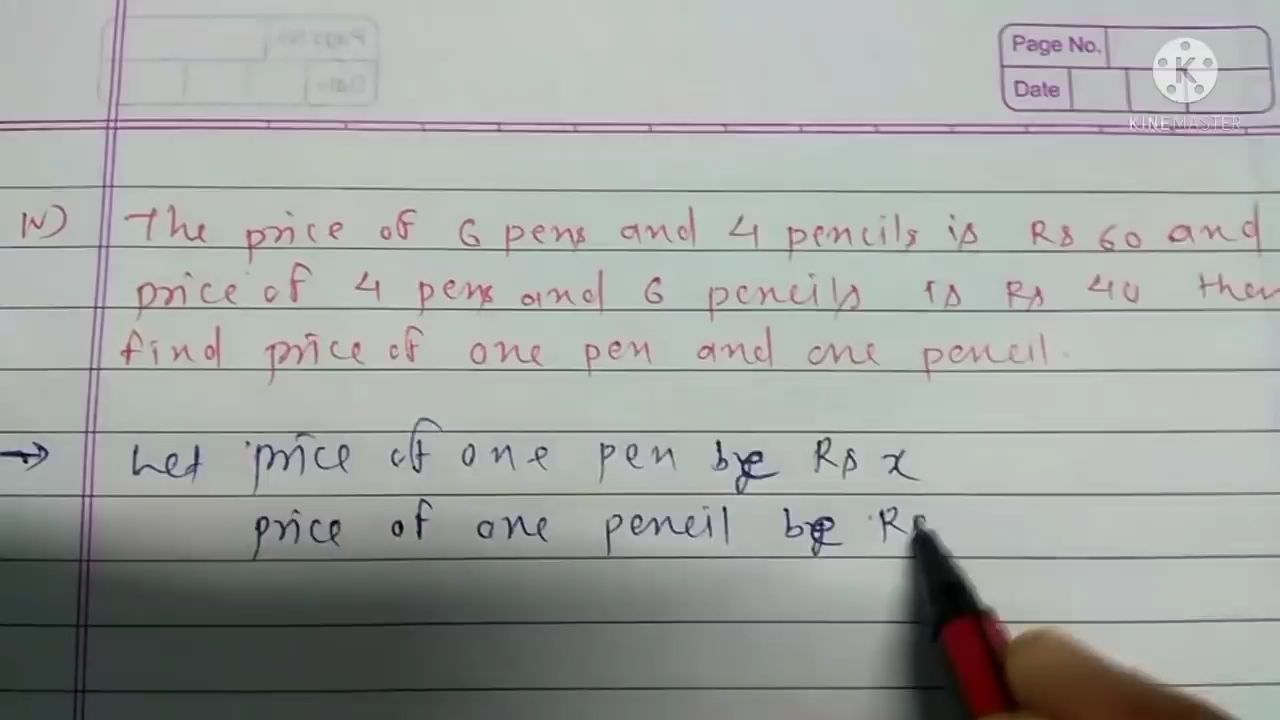 Page No.
Date
KINEMASTER
IV) The price of 6 pens and 4 pencils is Rs 60 and
price of 4 pens and 6 pencils is Rs 40 then
find price of one pen and one pencil.
→ Let price of one pen be Rs x
price of one pencil be Rs